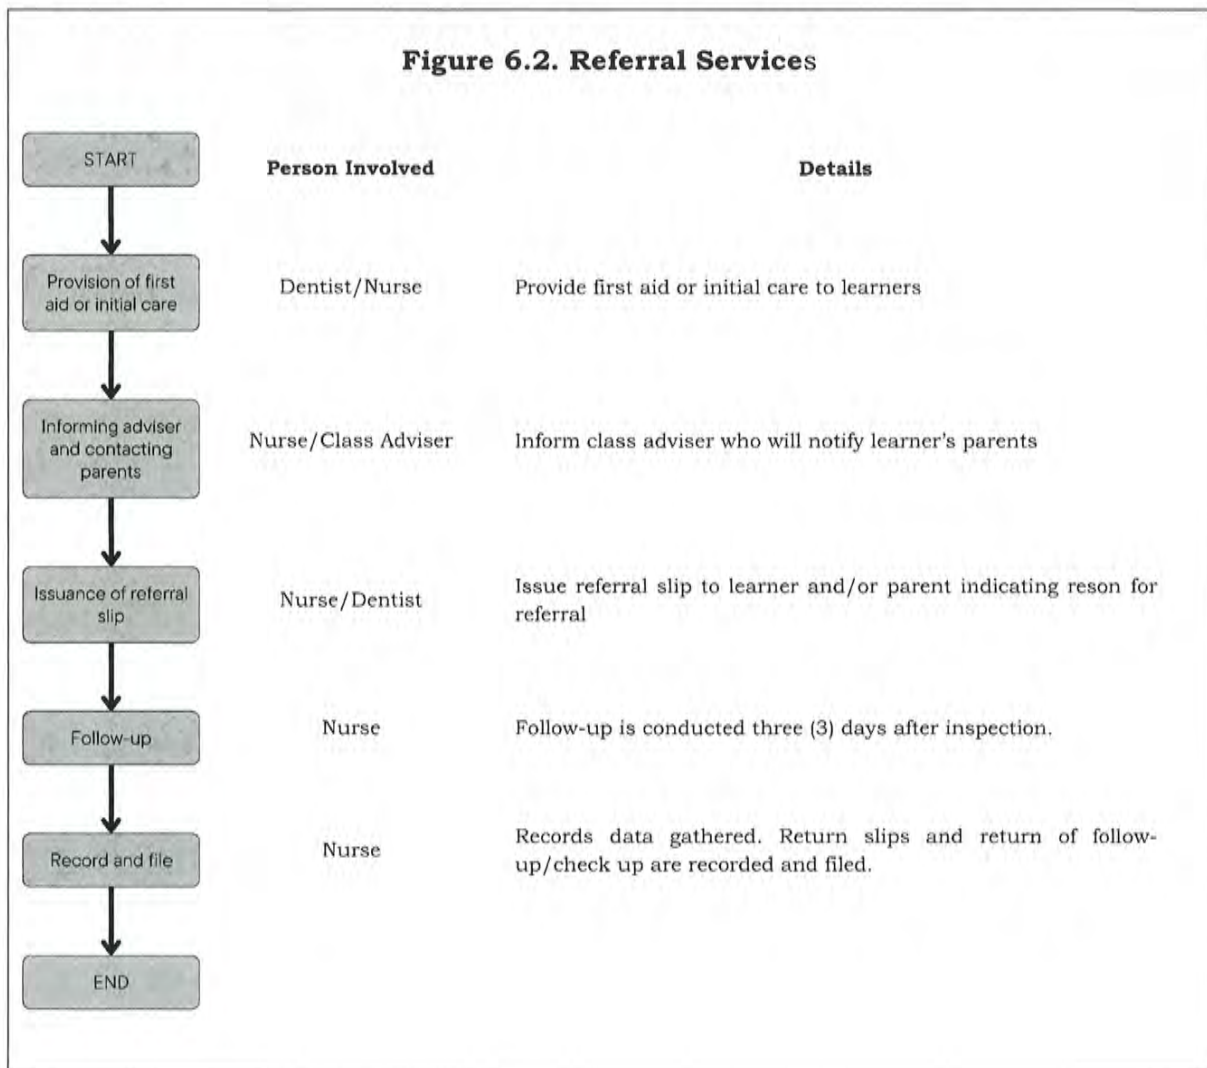 Figure 6.2. Referral Services
START
Person Involved
Details
Provision of first
aid or initial care
Dentist/Nurse
Provide first aid or initial care to learners
Informing adviser
and contacting
parents
Nurse/Class Adviser
Inform class adviser who will notify learner's parents
Issuance of referral
slip
Nurse/Dentist
Issue referral slip to learner and/or parent indicating reson for
referral
Follow-up
Nurse
Follow-up is conducted three (3) days after inspection.
Record and file
Nurse
Records data gathered. Return slips and return of follow-
up/check up are recorded and filed.
END